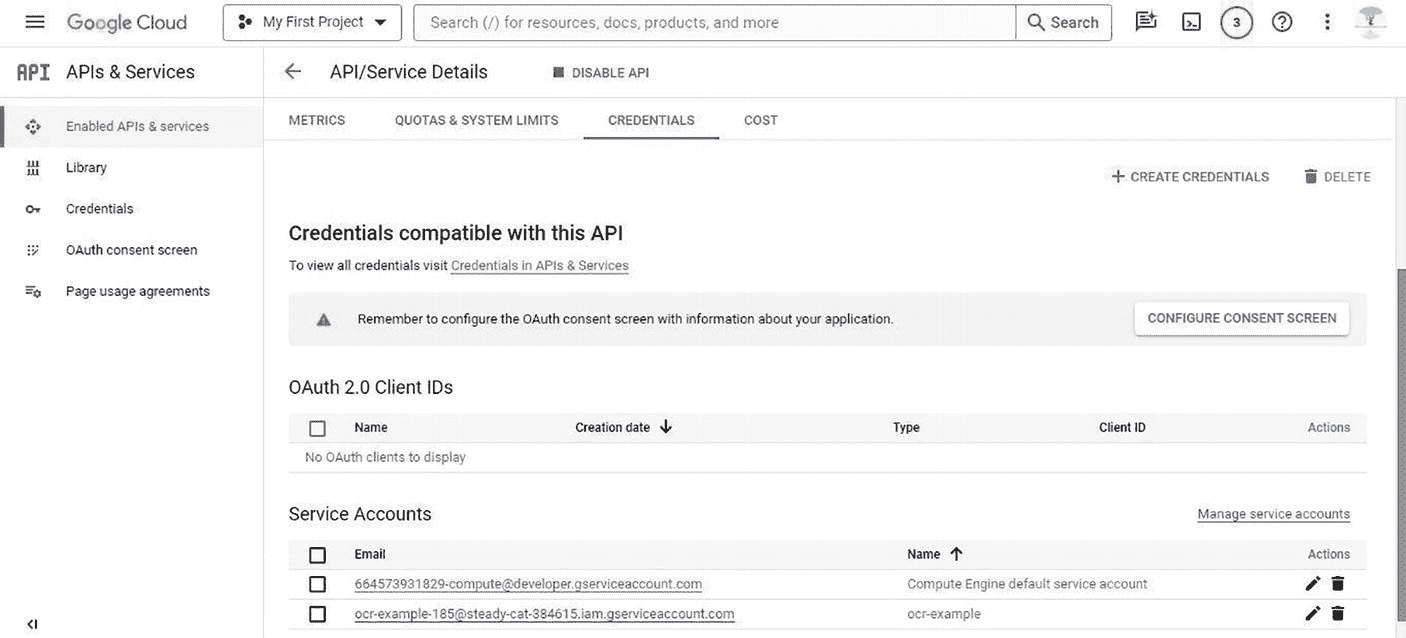 Google Cloud
My First Project
Search (/) for resources, docs, products, and more
Search
3
API APIs & Services
API/Service Details
DISABLE API
Enabled APIs & services
Library
Credentials
OAuth consent screen
Page usage agreements
METRICS
QUOTAS & SYSTEM LIMITS
CREDENTIALS
COST
+ CREATE CREDENTIALS
DELETE
Credentials compatible with this API
To view all credentials visit Credentials in APIs & Services
Remember to configure the OAuth consent screen with information about your application.
CONFIGURE CONSENT SCREEN
OAuth 2.0 Client IDs
Name Creation date Type Client ID Actions
No OAuth clients to display
Service Accounts
Manage service accounts
Email Name Actions
664573931829-compute@developer.gserviceaccount.com Compute Engine default service account
ocr-example-185@steady-cat-384615.iam.gserviceaccount.com ocr-example